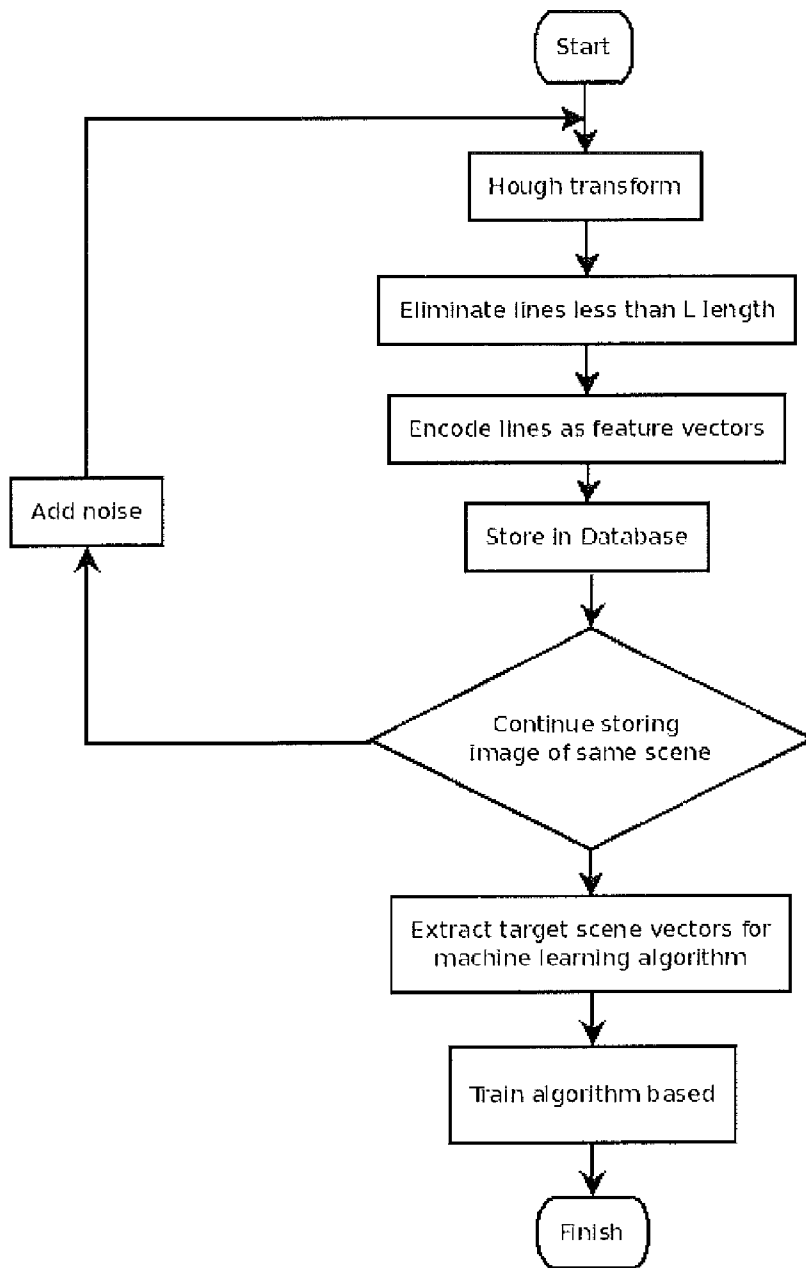 Start
Hough transform
Eliminate lines less than L length
Encode lines as feature vectors
Add noise
Store in Database
Continue storing
image of same scene
Extract target scene vectors for
machine learning algorithm
Train algorithm based
Finish